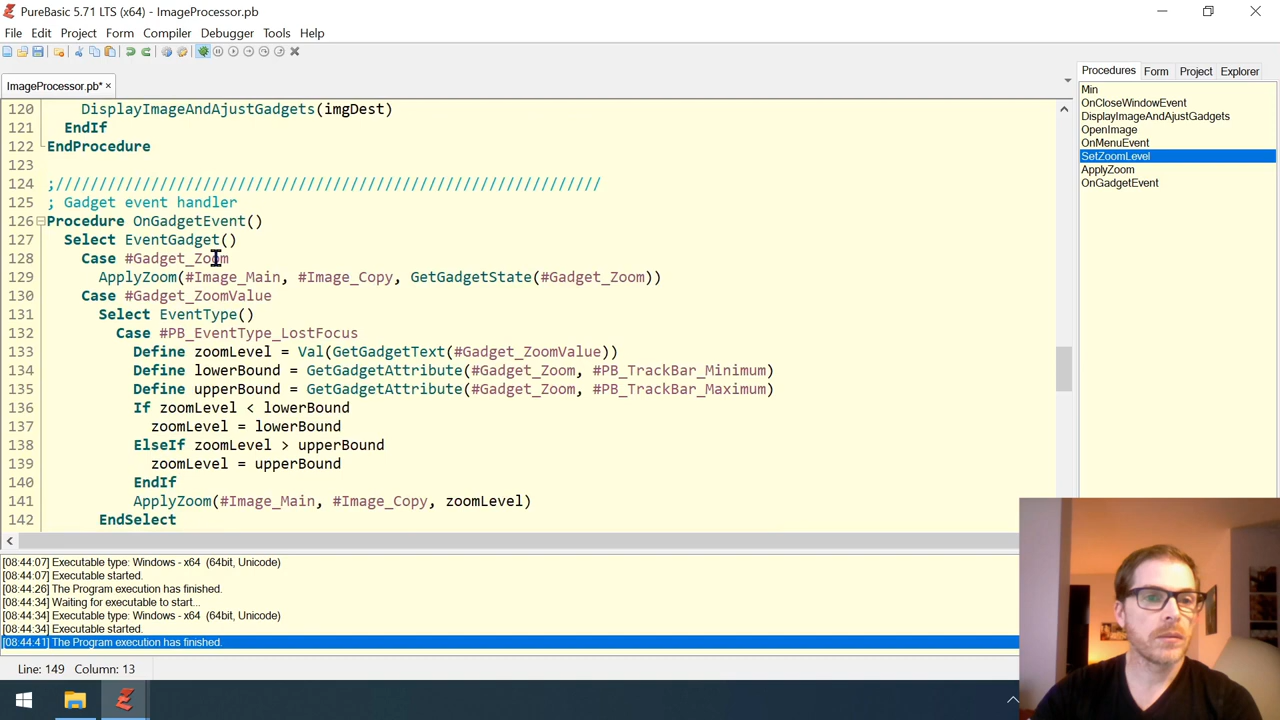 PureBasic 5.71 LTS (x64) - ImageProcessor.pb
File Edit Project Form Compiler Debugger Tools Help
ImageProcessor.pb*
Procedures Form Project Explorer
Min
OnCloseWindowEvent
DisplayImageAndAjustGadgets
OpenImage
OnMenuEvent
SetZoomLevel
ApplyZoom
OnGadgetEvent
120 DisplayImageAndAjustGadgets(imgDest)
121 EndIf
122 EndProcedure
123
124 ;///////////////////////////////////////////////////////////////
125 ; Gadget event handler
126 Procedure OnGadgetEvent()
127 Select EventGadget()
128 Case #Gadget_Zoom
129 ApplyZoom(#Image_Main, #Image_Copy, GetGadgetState(#Gadget_Zoom))
130 Case #Gadget_ZoomValue
131 Select EventType()
132 Case #PB_EventType_LostFocus
133 Define zoomLevel = Val(GetGadgetText(#Gadget_ZoomValue))
134 Define lowerBound = GetGadgetAttribute(#Gadget_Zoom, #PB_TrackBar_Minimum)
135 Define upperBound = GetGadgetAttribute(#Gadget_Zoom, #PB_TrackBar_Maximum)
136 If zoomLevel < lowerBound
137 zoomLevel = lowerBound
138 ElseIf zoomLevel > upperBound
139 zoomLevel = upperBound
140 EndIf
141 ApplyZoom(#Image_Main, #Image_Copy, zoomLevel)
142 EndSelect
[08:44:07] Executable type: Windows - x64 (64bit, Unicode)
[08:44:07] Executable started.
[08:44:26] The Program execution has finished.
[08:44:34] Waiting for executable to start...
[08:44:34] Executable type: Windows - x64 (64bit, Unicode)
[08:44:34] Executable started.
[08:44:41] The Program execution has finished.
Line: 149 Column: 13